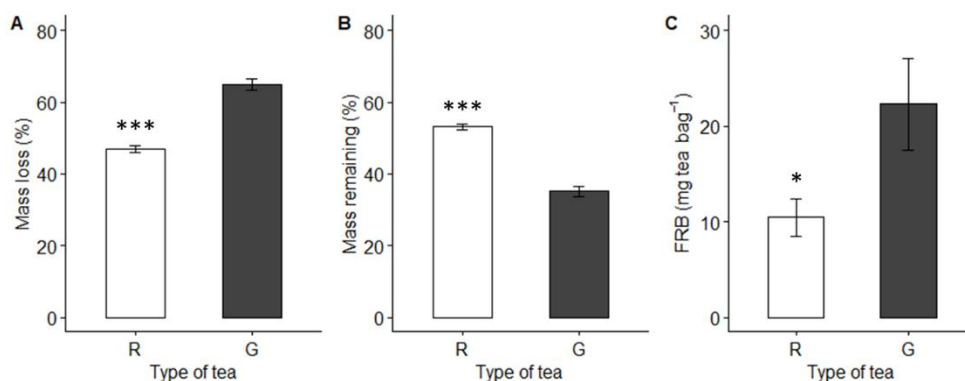 A
Mass loss (%)
80
60
40
20
0
***
R
G
Type of tea
B
Mass remaining (%)
80
60
40
20
0
***
R
G
Type of tea
C
FRB (mg tea bag⁻¹)
30
20
10
0
*
R
G
Type of tea